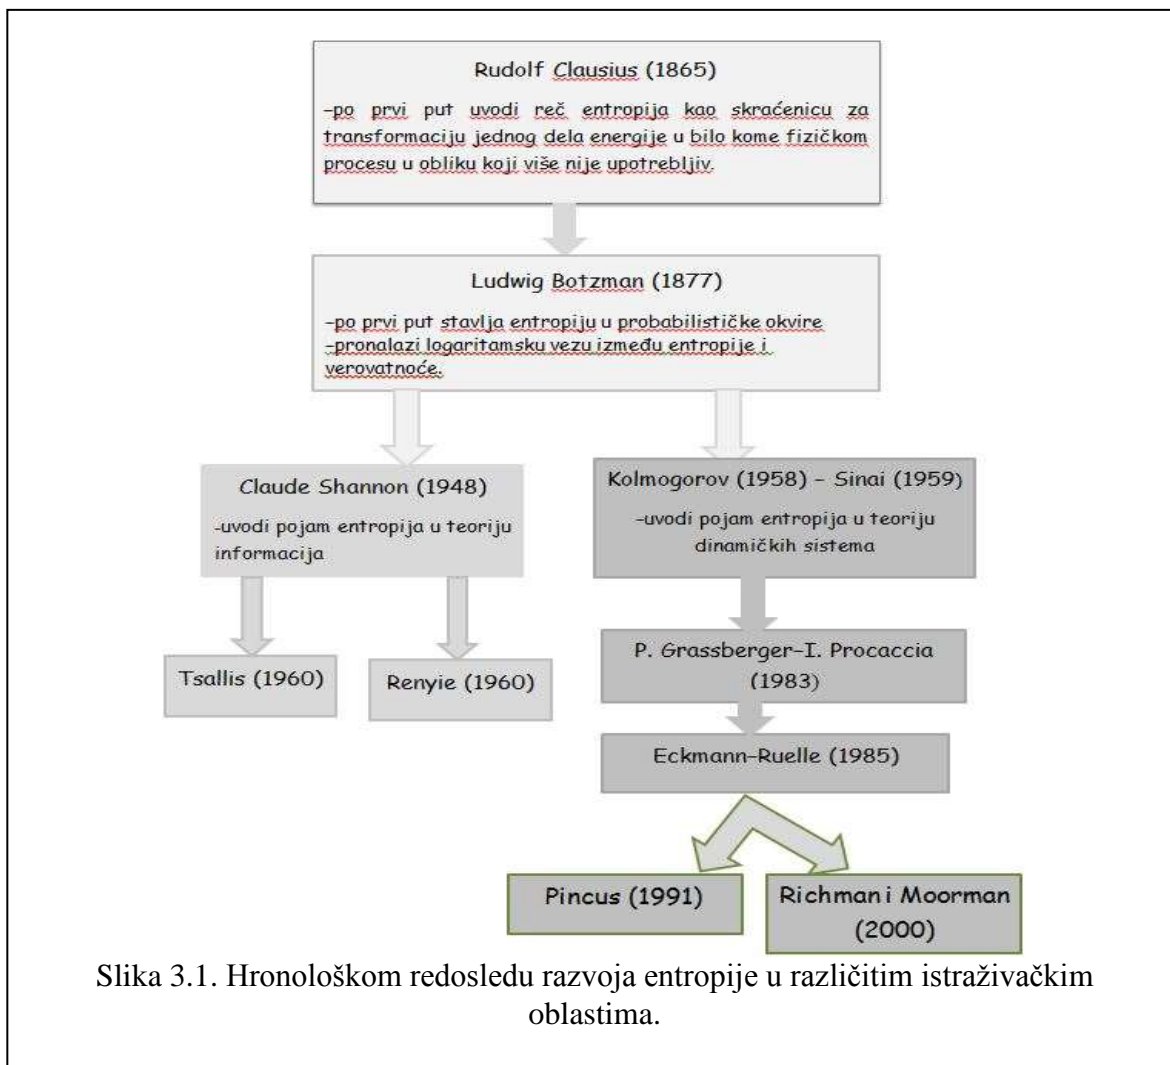 Rudolf Clausius (1865)
-po prvi put uvodi reč entropija kao skraćenicu za
transformaciju jednog dela energije u bilo kome fizičkom
procesu u obliku koji više nije upotrebljiv.
Ludwig Botzman (1877)
-po prvi put stavlja entropiju u probabilističke okvire
-pronalazi logaritamsku vezu između entropije i
verovatnoće.
Claude Shannon (1948)
-uvodi pojam entropija u teoriju
informacija
Tsallis (1960)
Renyie (1960)
Kolmogorov (1958) – Sinai (1959)
-uvodi pojam entropija u teoriju
dinamičkih sistema
P. Grassberger-I. Procaccia
(1983)
Eckmann-Ruelle (1985)
Pincus (1991)
Richman i Moorman
(2000)
Slika 3.1. Hronološkom redosledu razvoja entropije u različitim istraživačkim
oblastima.